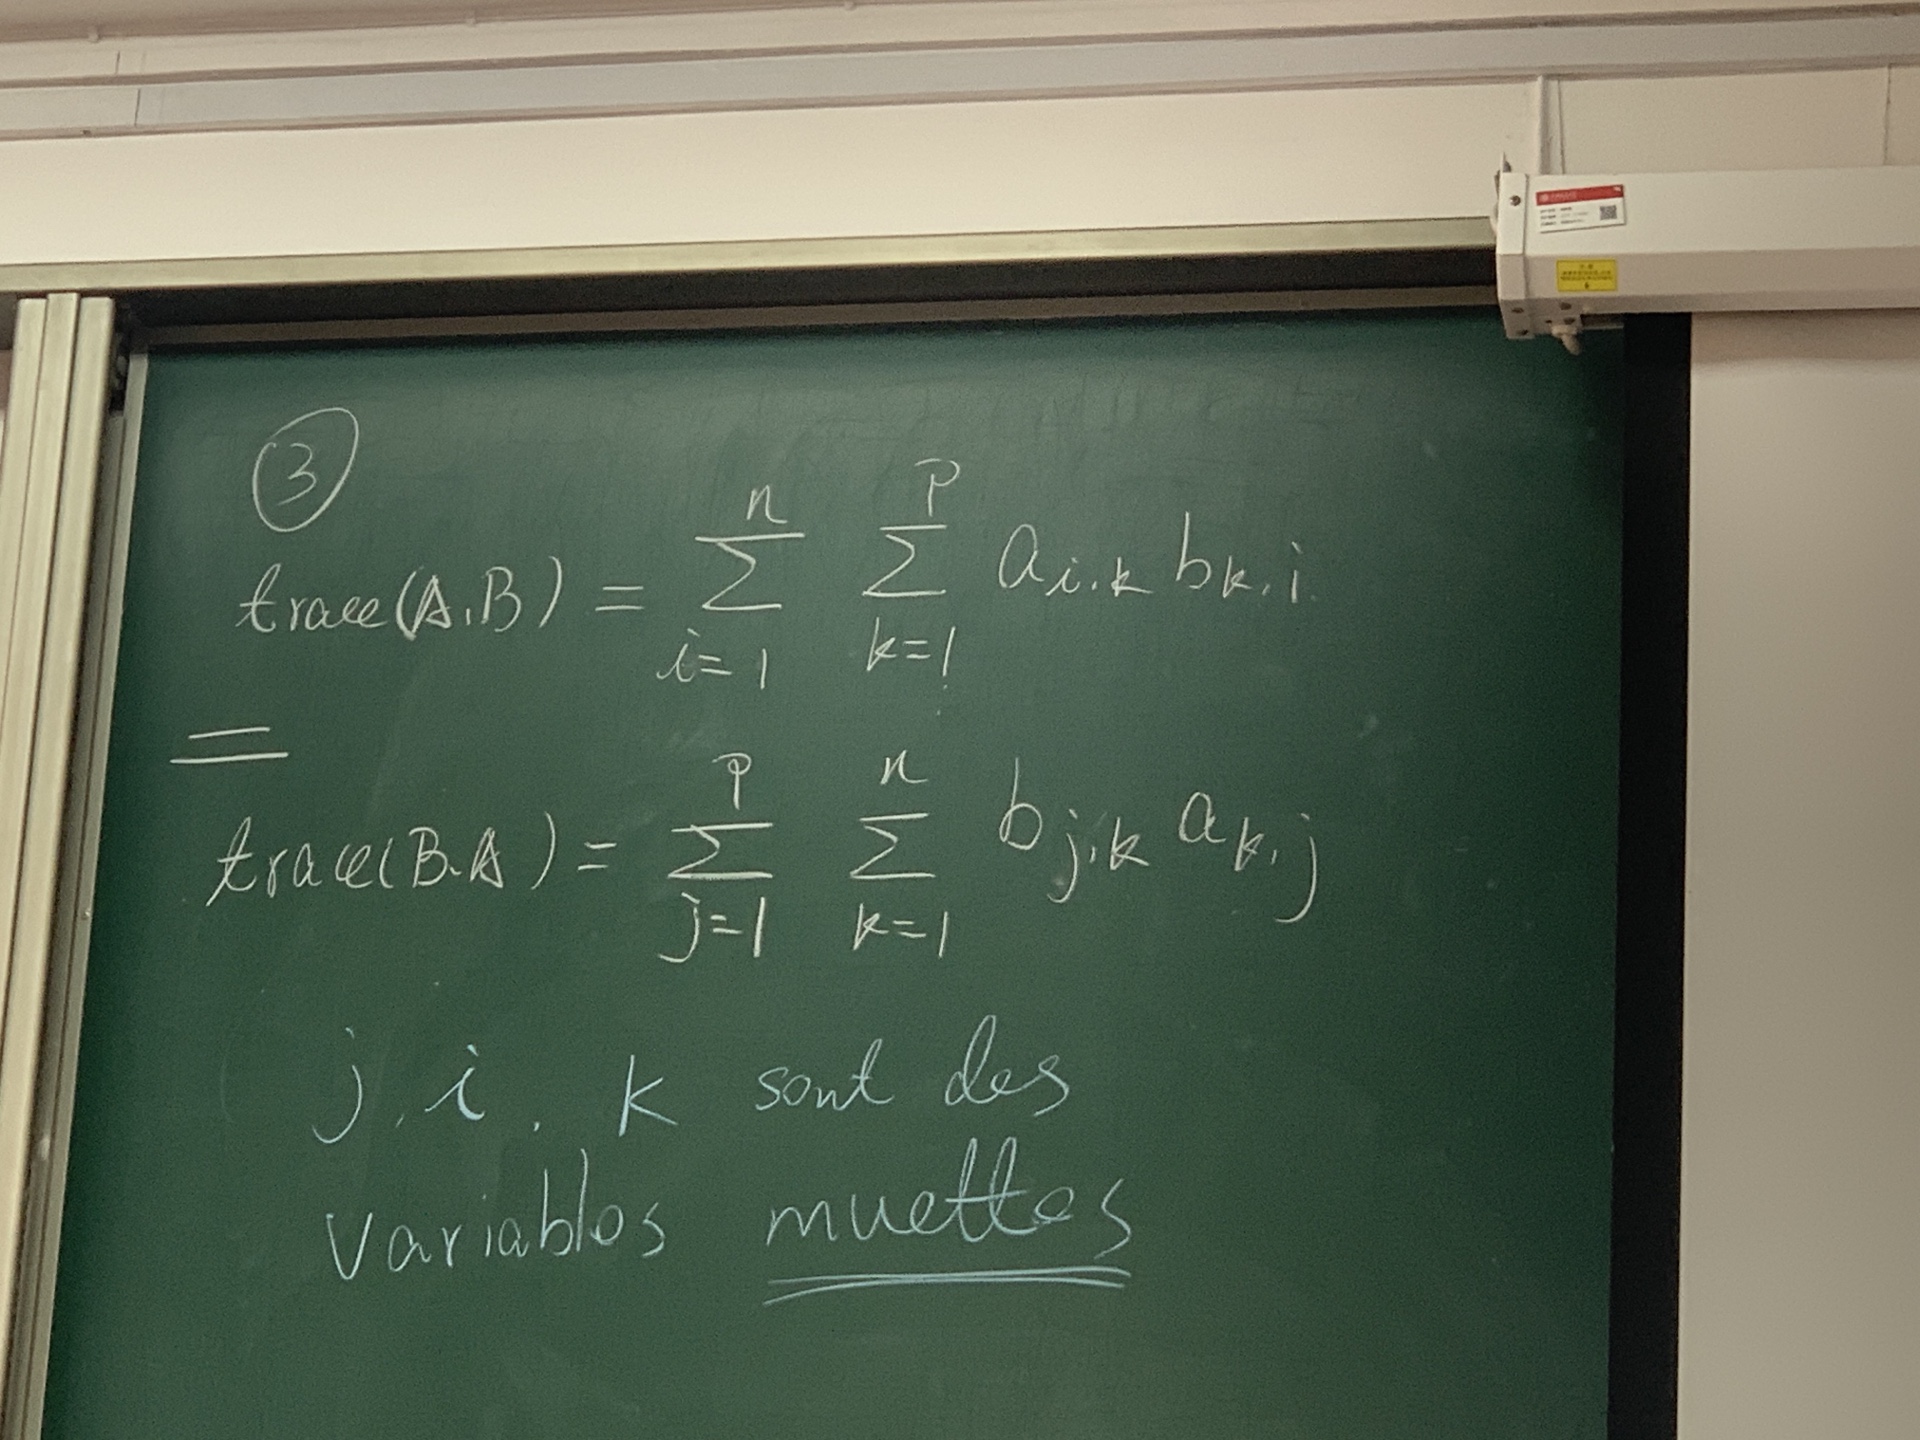 ③
trace(A.B) = \sum_{i=1}^{n} \sum_{k=1}^{p} a_{i.k} b_{k.i}
=
trace(B.A) = \sum_{j=1}^{p} \sum_{k=1}^{n} b_{j.k} a_{k.j}
j, i, k sont des
variables muettes